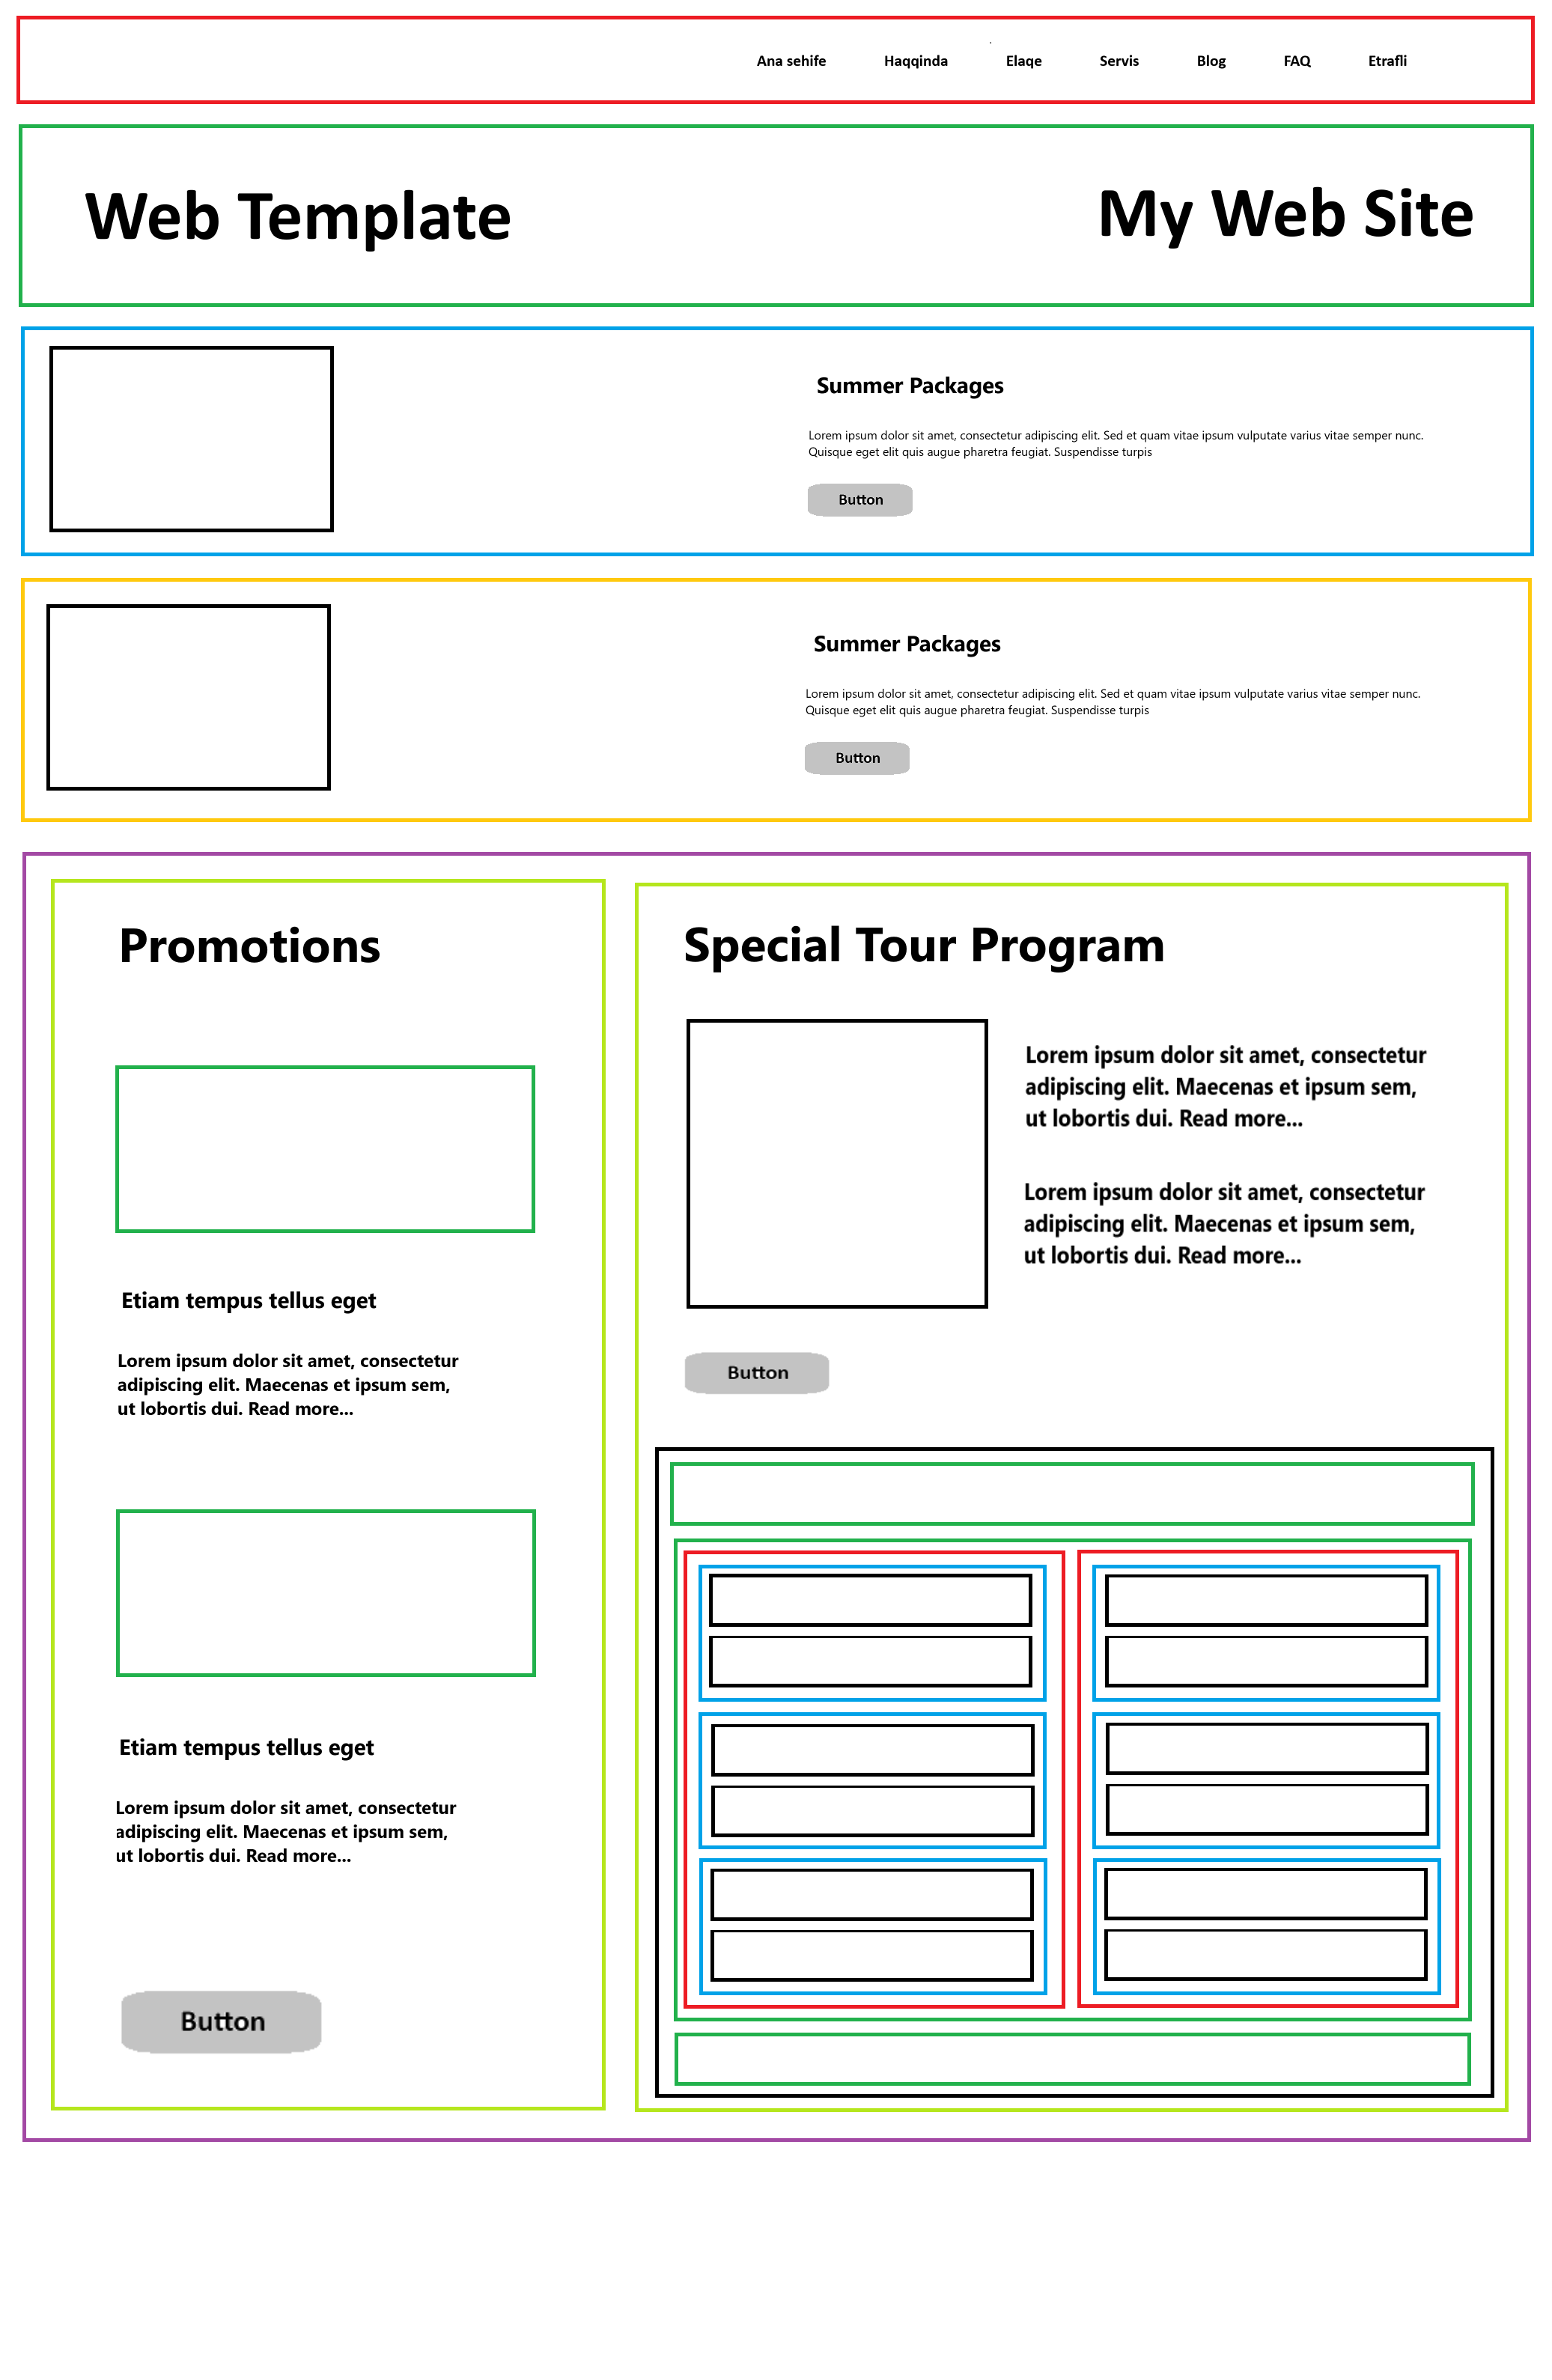 Ana sehife Haqqinda Elaqe Servis Blog FAQ Etrafli
Web Template
My Web Site
Summer Packages
Lorem ipsum dolor sit amet, consectetur adipiscing elit. Sed et quam vitae ipsum vulputate varius vitae semper nunc.
Quisque eget elit quis augue pharetra feugiat. Suspendisse turpis
Button
Summer Packages
Lorem ipsum dolor sit amet, consectetur adipiscing elit. Sed et quam vitae ipsum vulputate varius vitae semper nunc.
Quisque eget elit quis augue pharetra feugiat. Suspendisse turpis
Button
Promotions
Etiam tempus tellus eget
Lorem ipsum dolor sit amet, consectetur
adipiscing elit. Maecenas et ipsum sem,
ut lobortis dui. Read more...
Etiam tempus tellus eget
Lorem ipsum dolor sit amet, consectetur
adipiscing elit. Maecenas et ipsum sem,
ut lobortis dui. Read more...
Button
Special Tour Program
Lorem ipsum dolor sit amet, consectetur
adipiscing elit. Maecenas et ipsum sem,
ut lobortis dui. Read more...
Lorem ipsum dolor sit amet, consectetur
adipiscing elit. Maecenas et ipsum sem,
ut lobortis dui. Read more...
Button